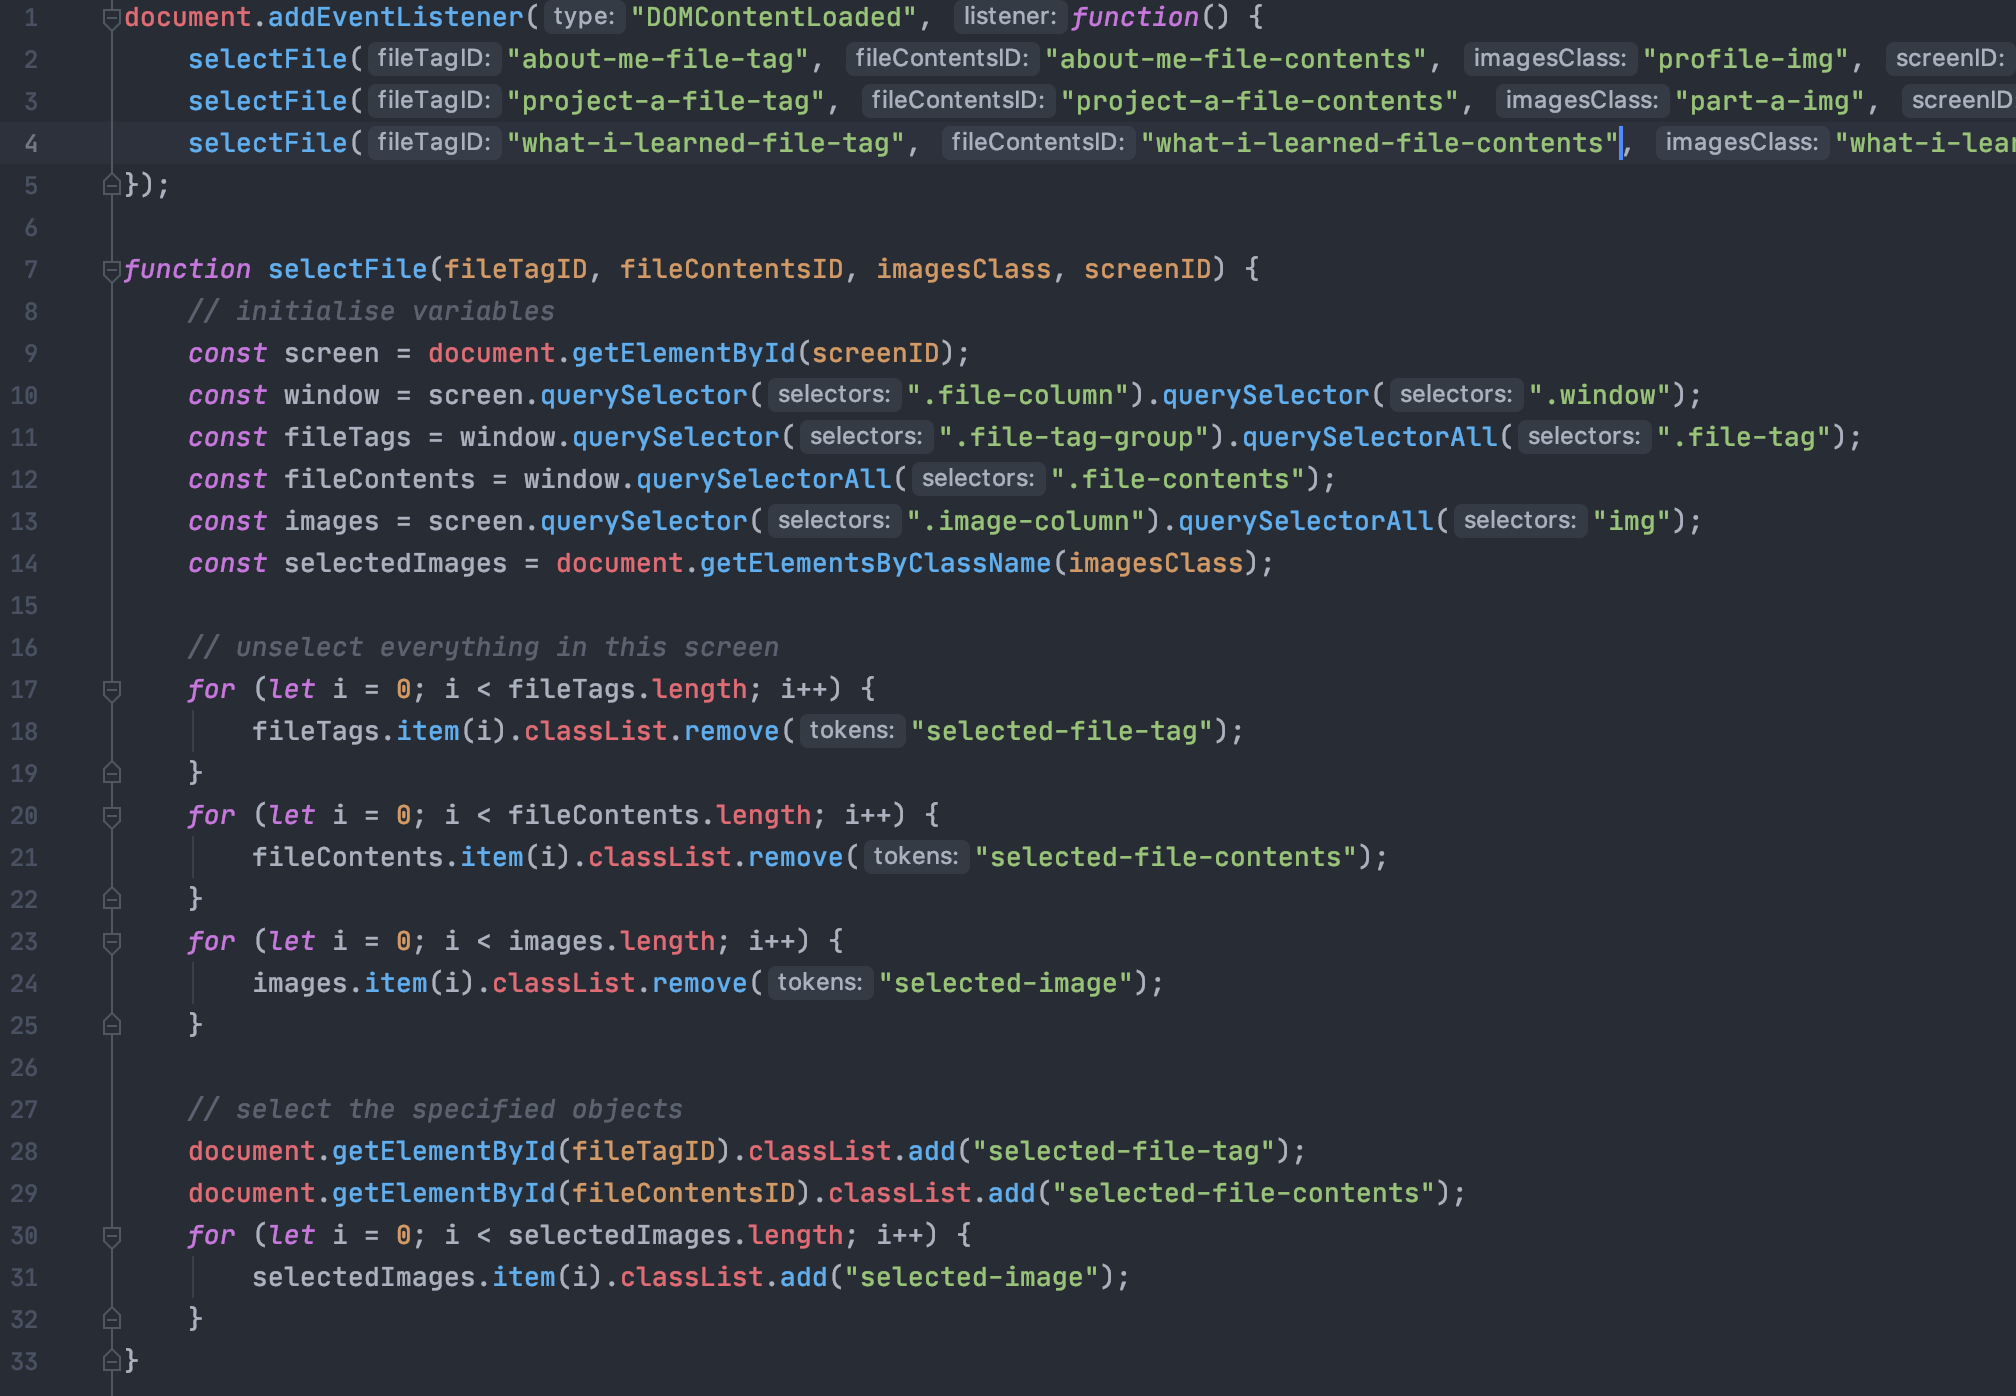 1 document.addEventListener( type: "DOMContentLoaded", listener: function() {
2 selectFile( fileTagID: "about-me-file-tag", fileContentsID: "about-me-file-contents", imagesClass: "profile-img", screenID:
3 selectFile( fileTagID: "project-a-file-tag", fileContentsID: "project-a-file-contents", imagesClass: "part-a-img", screenID
4 selectFile( fileTagID: "what-i-learned-file-tag", fileContentsID: "what-i-learned-file-contents", imagesClass: "what-i-lear
5 });
6
7 function selectFile(fileTagID, fileContentsID, imagesClass, screenID) {
8 // initialise variables
9 const screen = document.getElementById(screenID);
10 const window = screen.querySelector( selectors: ".file-column").querySelector( selectors: ".window");
11 const fileTags = window.querySelector( selectors: ".file-tag-group").querySelectorAll( selectors: ".file-tag");
12 const fileContents = window.querySelectorAll( selectors: ".file-contents");
13 const images = screen.querySelector( selectors: ".image-column").querySelectorAll( selectors: "img");
14 const selectedImages = document.getElementsByClassName(imagesClass);
15
16 // unselect everything in this screen
17 for (let i = 0; i < fileTags.length; i++) {
18 fileTags.item(i).classList.remove( tokens: "selected-file-tag");
19 }
20 for (let i = 0; i < fileContents.length; i++) {
21 fileContents.item(i).classList.remove( tokens: "selected-file-contents");
22 }
23 for (let i = 0; i < images.length; i++) {
24 images.item(i).classList.remove( tokens: "selected-image");
25 }
26
27 // select the specified objects
28 document.getElementById(fileTagID).classList.add("selected-file-tag");
29 document.getElementById(fileContentsID).classList.add("selected-file-contents");
30 for (let i = 0; i < selectedImages.length; i++) {
31 selectedImages.item(i).classList.add("selected-image");
32 }
33 }